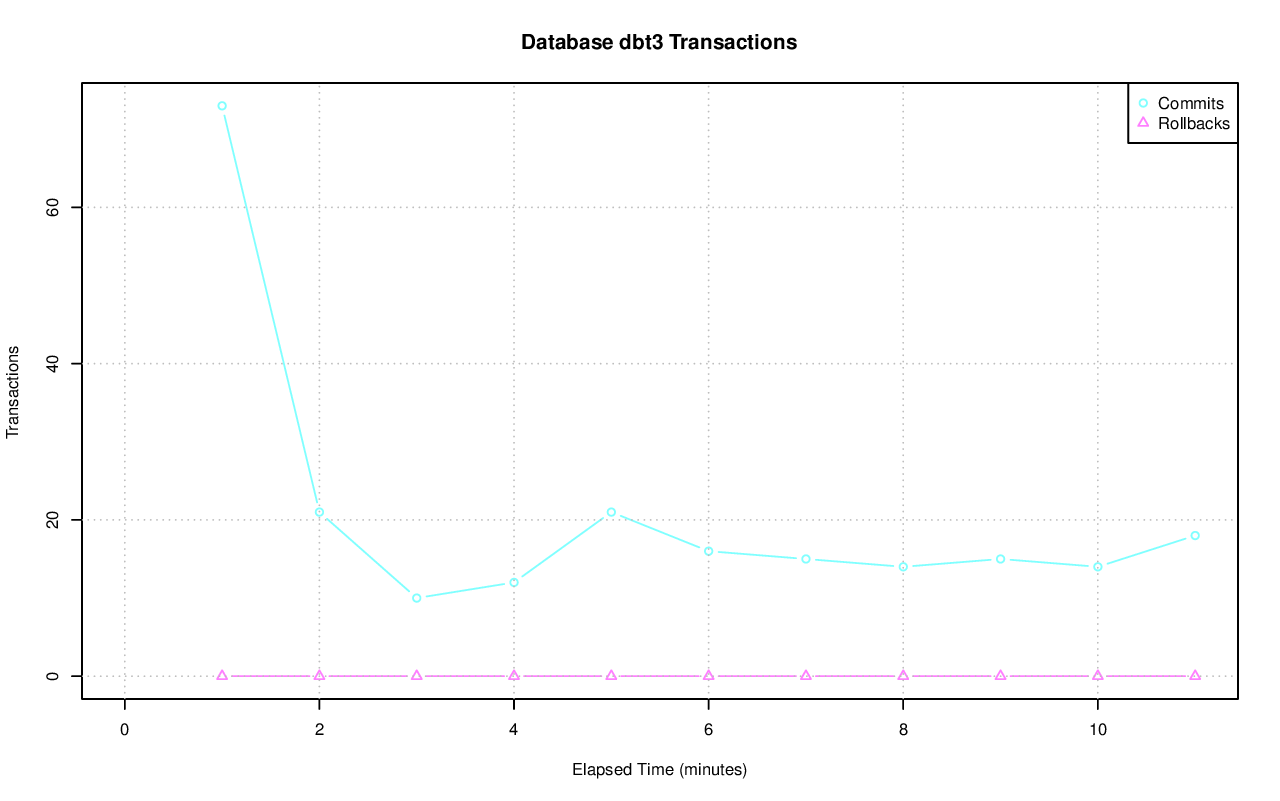 Database dbt3 Transactions
Commits
Rollbacks
Transactions
60
40
20
0
0 2 4 6 8 10
Elapsed Time (minutes)